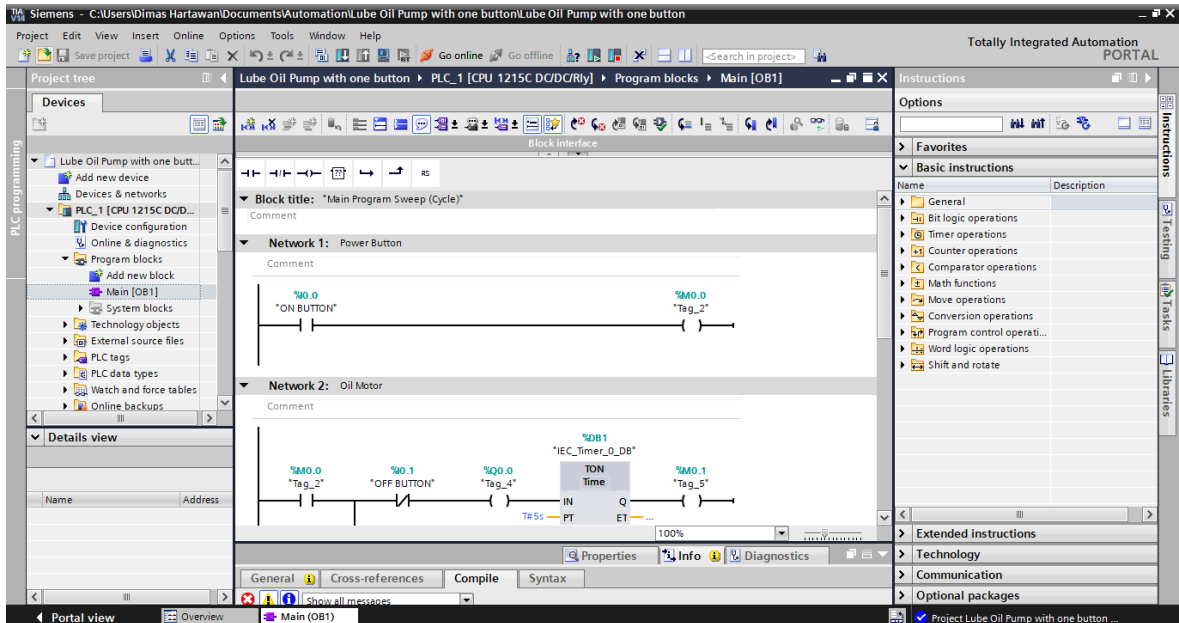 TIA V14
Siemens - C:\Users\Dimas Hartawan\Documents\Automation\Lube Oil Pump with one button\Lube Oil Pump with one button
Project Edit View Insert Online Options Tools Window Help
Totally Integrated Automation
PORTAL
Save project
Go online
Go offline
<Search in project>
Project tree
Devices
PLC programming
Lube Oil Pump with one butt...
Add new device
Devices & networks
PLC_1 [CPU 1215C DC/D...
Device configuration
Online & diagnostics
Program blocks
Add new block
Main [OB1]
System blocks
Technology objects
External source files
PLC tags
PLC data types
Watch and force tables
Online backups
Details view
Name Address
Lube Oil Pump with one button PLC_1 [CPU 1215C DC/DC/Rly] Program blocks Main [OB1]
Block interface
??
RS
Block title: "Main Program Sweep (Cycle)"
Comment
Network 1: Power Button
Comment
%I0.0 %M0.0
"ON BUTTON" "Tag_2"
Network 2: Oil Motor
Comment
%DB1
"IEC_Timer_0_DB"
%M0.0 %I0.1 %Q0.0 TON %M0.1
"Tag_2" "OFF BUTTON" "Tag_4" Time "Tag_5"
IN Q
T#5s PT ET ...
100%
Properties Info Diagnostics
General Cross-references Compile Syntax
Show all messages
Instructions
Options
Favorites
Basic instructions
Name Description
General
Bit logic operations
Timer operations
Counter operations
Comparator operations
Math functions
Move operations
Conversion operations
Program control operati...
Word logic operations
Shift and rotate
Extended instructions
Technology
Communication
Optional packages
Instructions
Testing
Tasks
Libraries
Portal view
Overview
Main (OB1)
Project Lube Oil Pump with one button ...